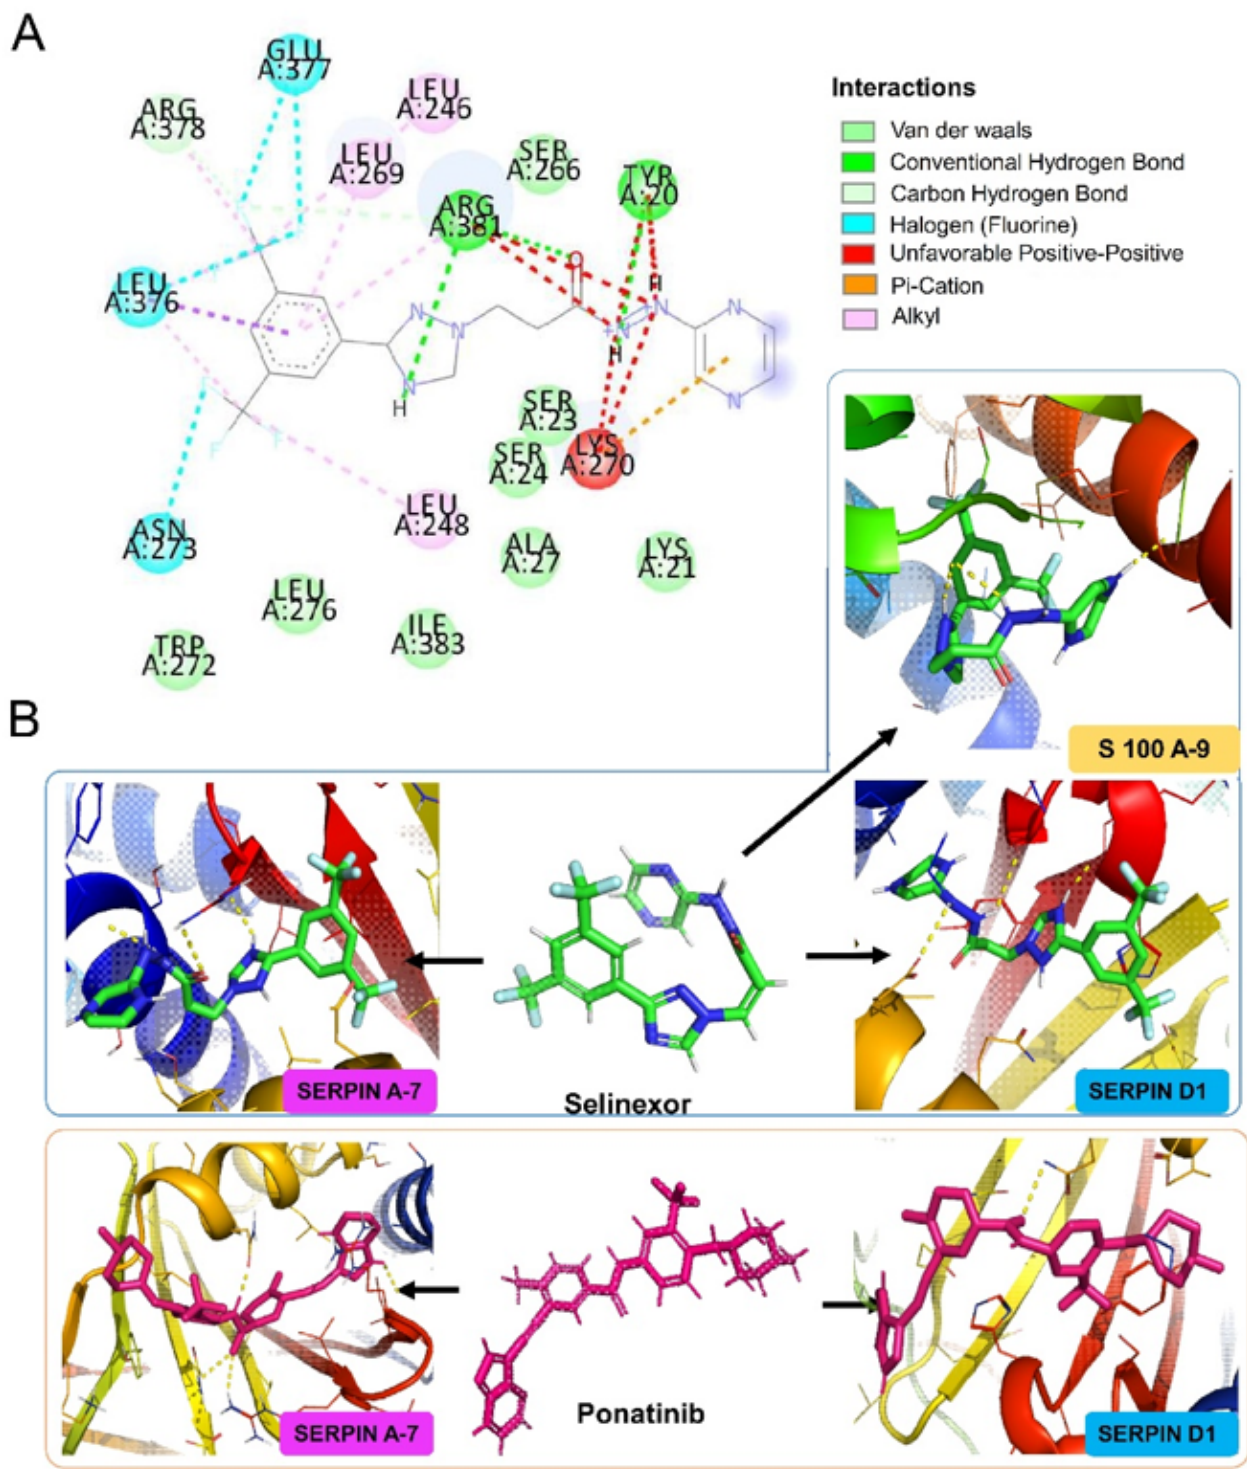 A
GLU
A:377
LEU
A:246
ARG
A:378
LEU
A:269
SER
A:266
TYR
A:20
ARG
A:381
LEU
A:376
O
H
N
N
N
N
N
N
H
N
N
H
F
F
F
SER
A:23
SER
A:24
LYS
A:270
LEU
A:248
ASN
A:273
ALA
A:27
LYS
A:21
LEU
A:276
ILE
A:383
TRP
A:272
Interactions
Van der waals
Conventional Hydrogen Bond
Carbon Hydrogen Bond
Halogen (Fluorine)
Unfavorable Positive-Positive
Pi-Cation
Alkyl
B
S 100 A-9
SERPIN A-7
Selinexor
SERPIN D1
SERPIN A-7
Ponatinib
SERPIN D1